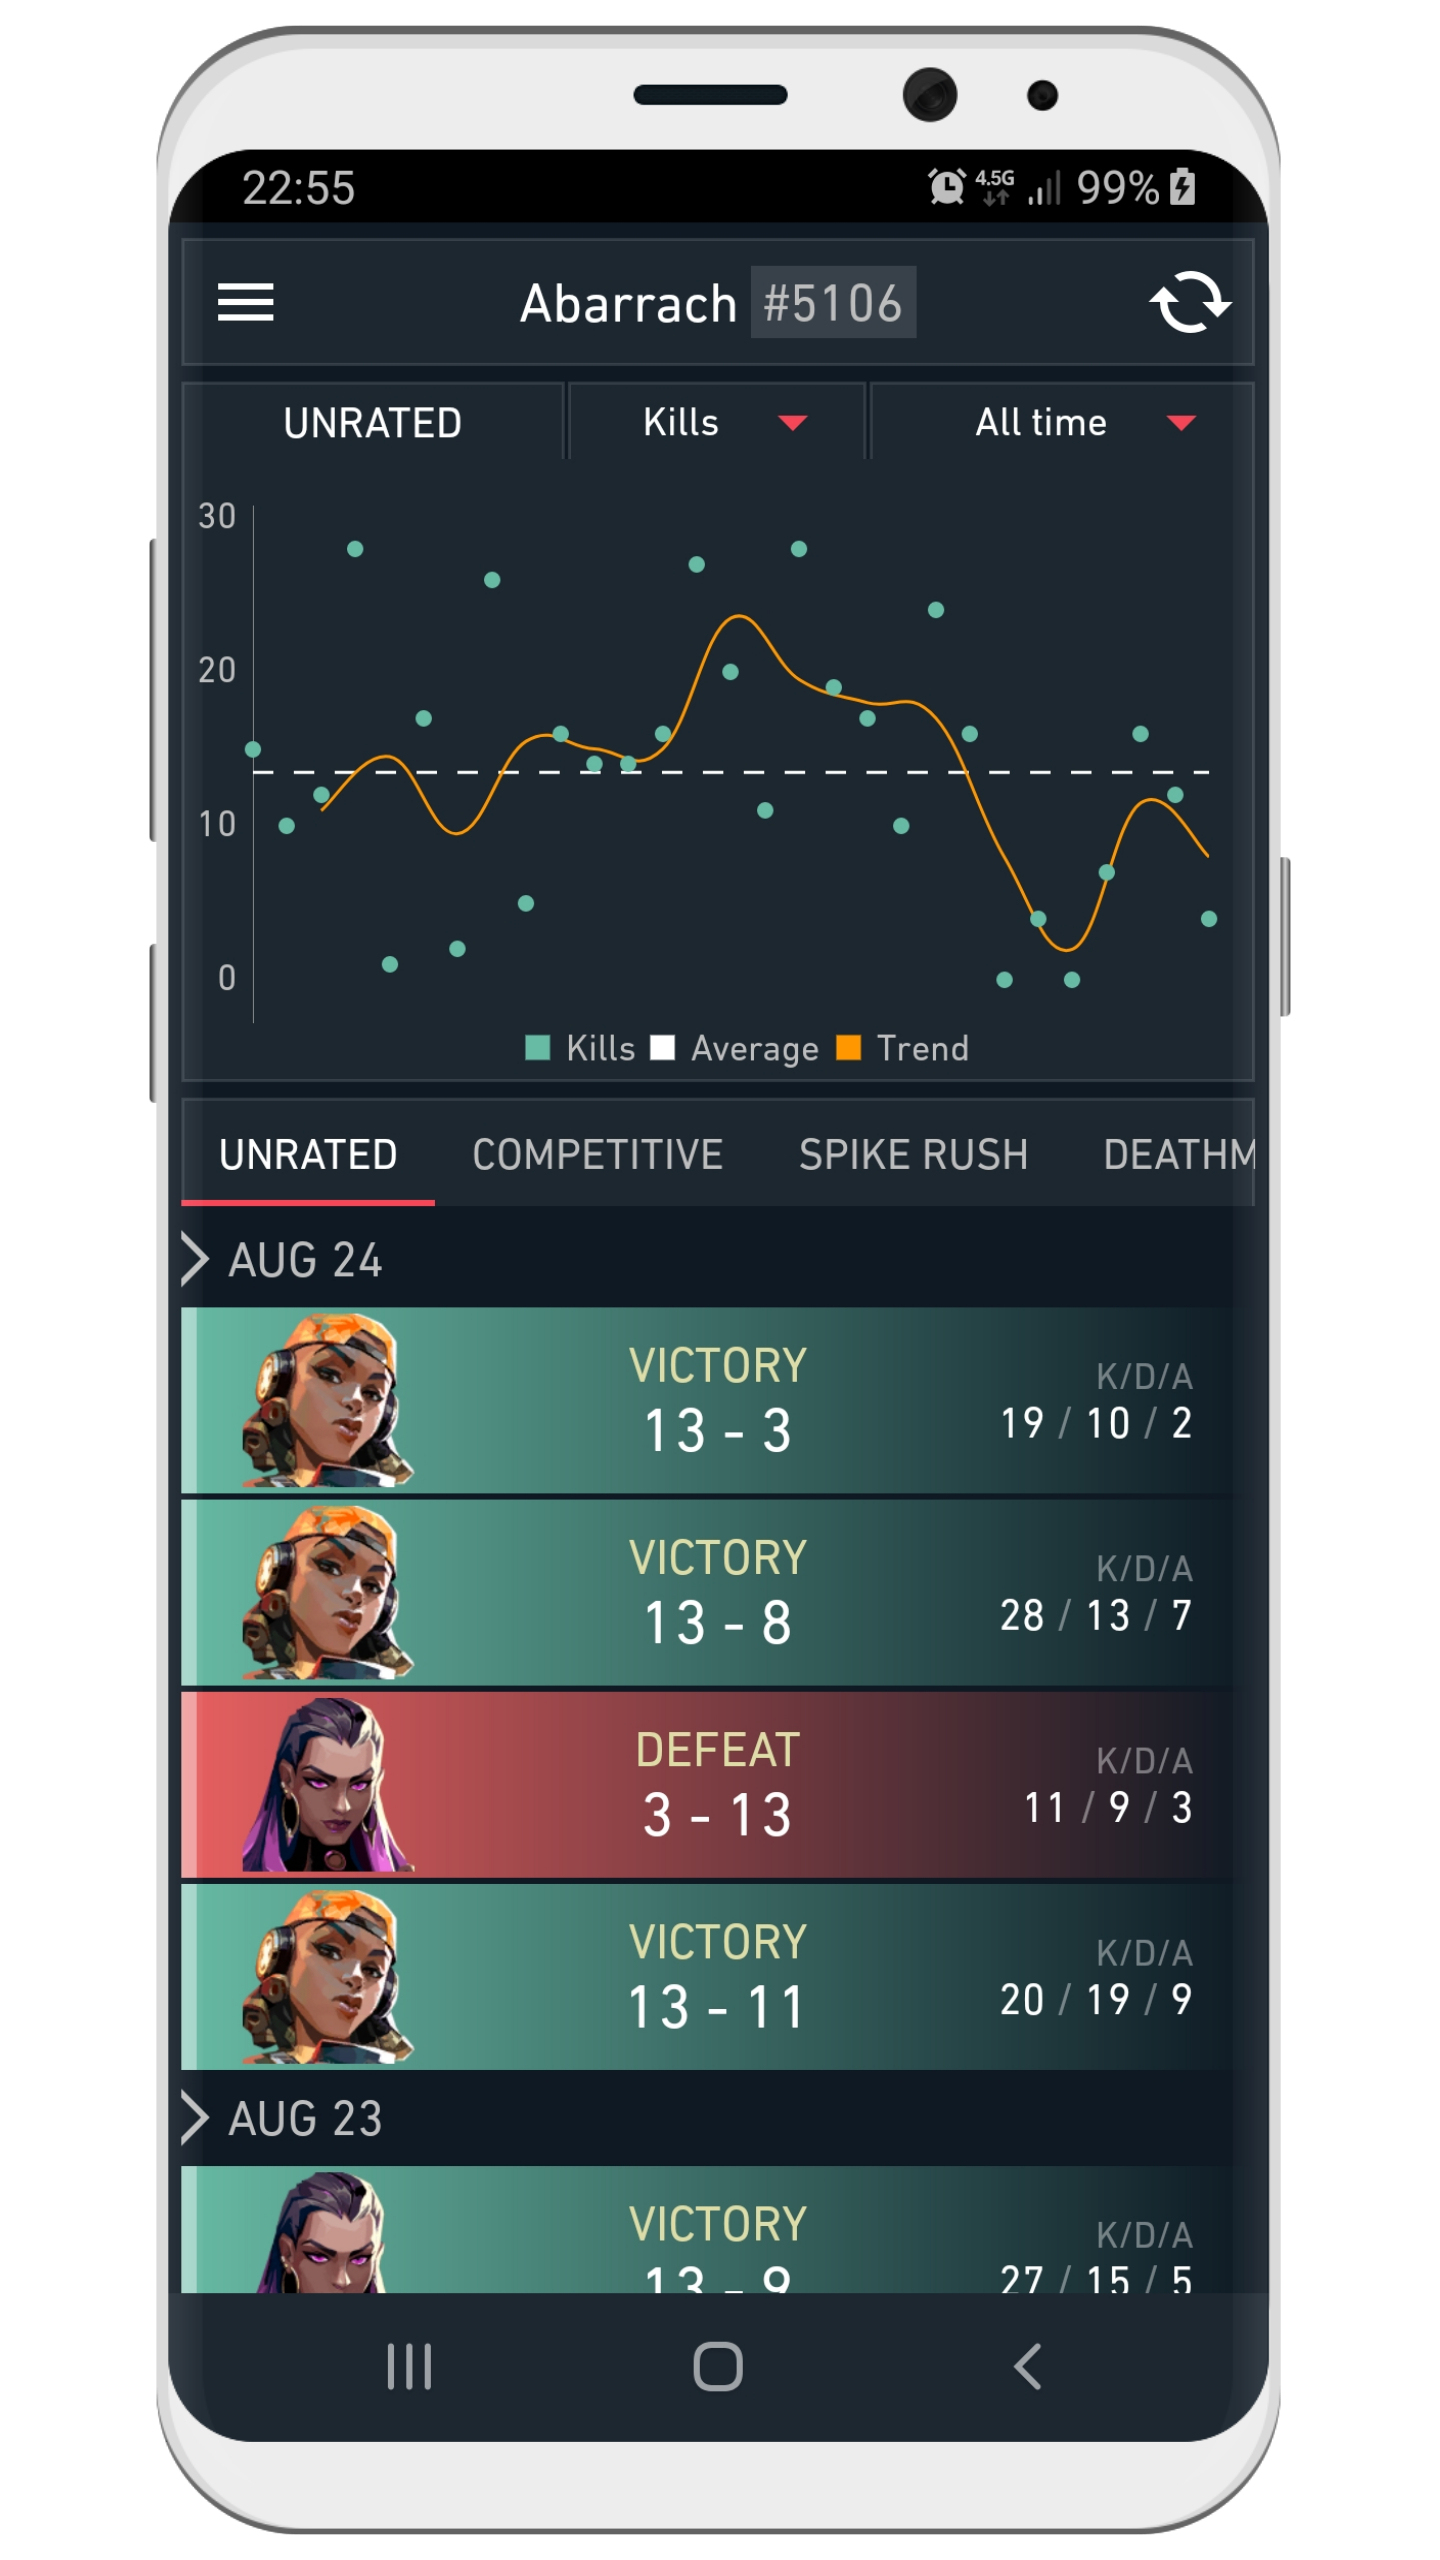 22:55 4.5G 99%
Abarrach #5106
UNRATED Kills All time
30
20
10
0
Kills Average Trend
UNRATED COMPETITIVE SPIKE RUSH DEATHM
AUG 24
VICTORY
13 - 3
K/D/A
19 / 10 / 2
VICTORY
13 - 8
K/D/A
28 / 13 / 7
DEFEAT
3 - 13
K/D/A
11 / 9 / 3
VICTORY
13 - 11
K/D/A
20 / 19 / 9
AUG 23
VICTORY
13 - 9
K/D/A
27 / 15 / 5